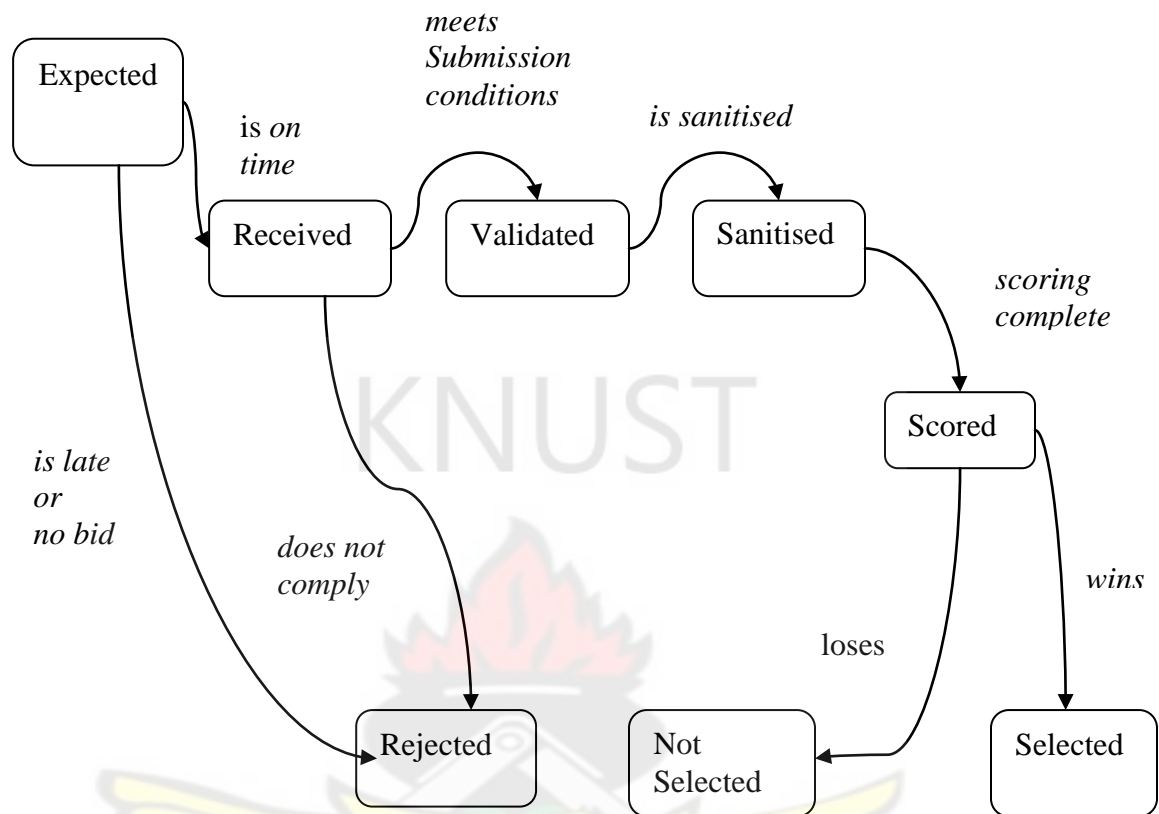 Expected
meets
Submission
conditions
is sanitised
is on
time
Received
Validated
Sanitised
scoring
complete
KNUST
Scored
is late
or
no bid
does not
comply
wins
loses
Rejected
Not
Selected
Selected